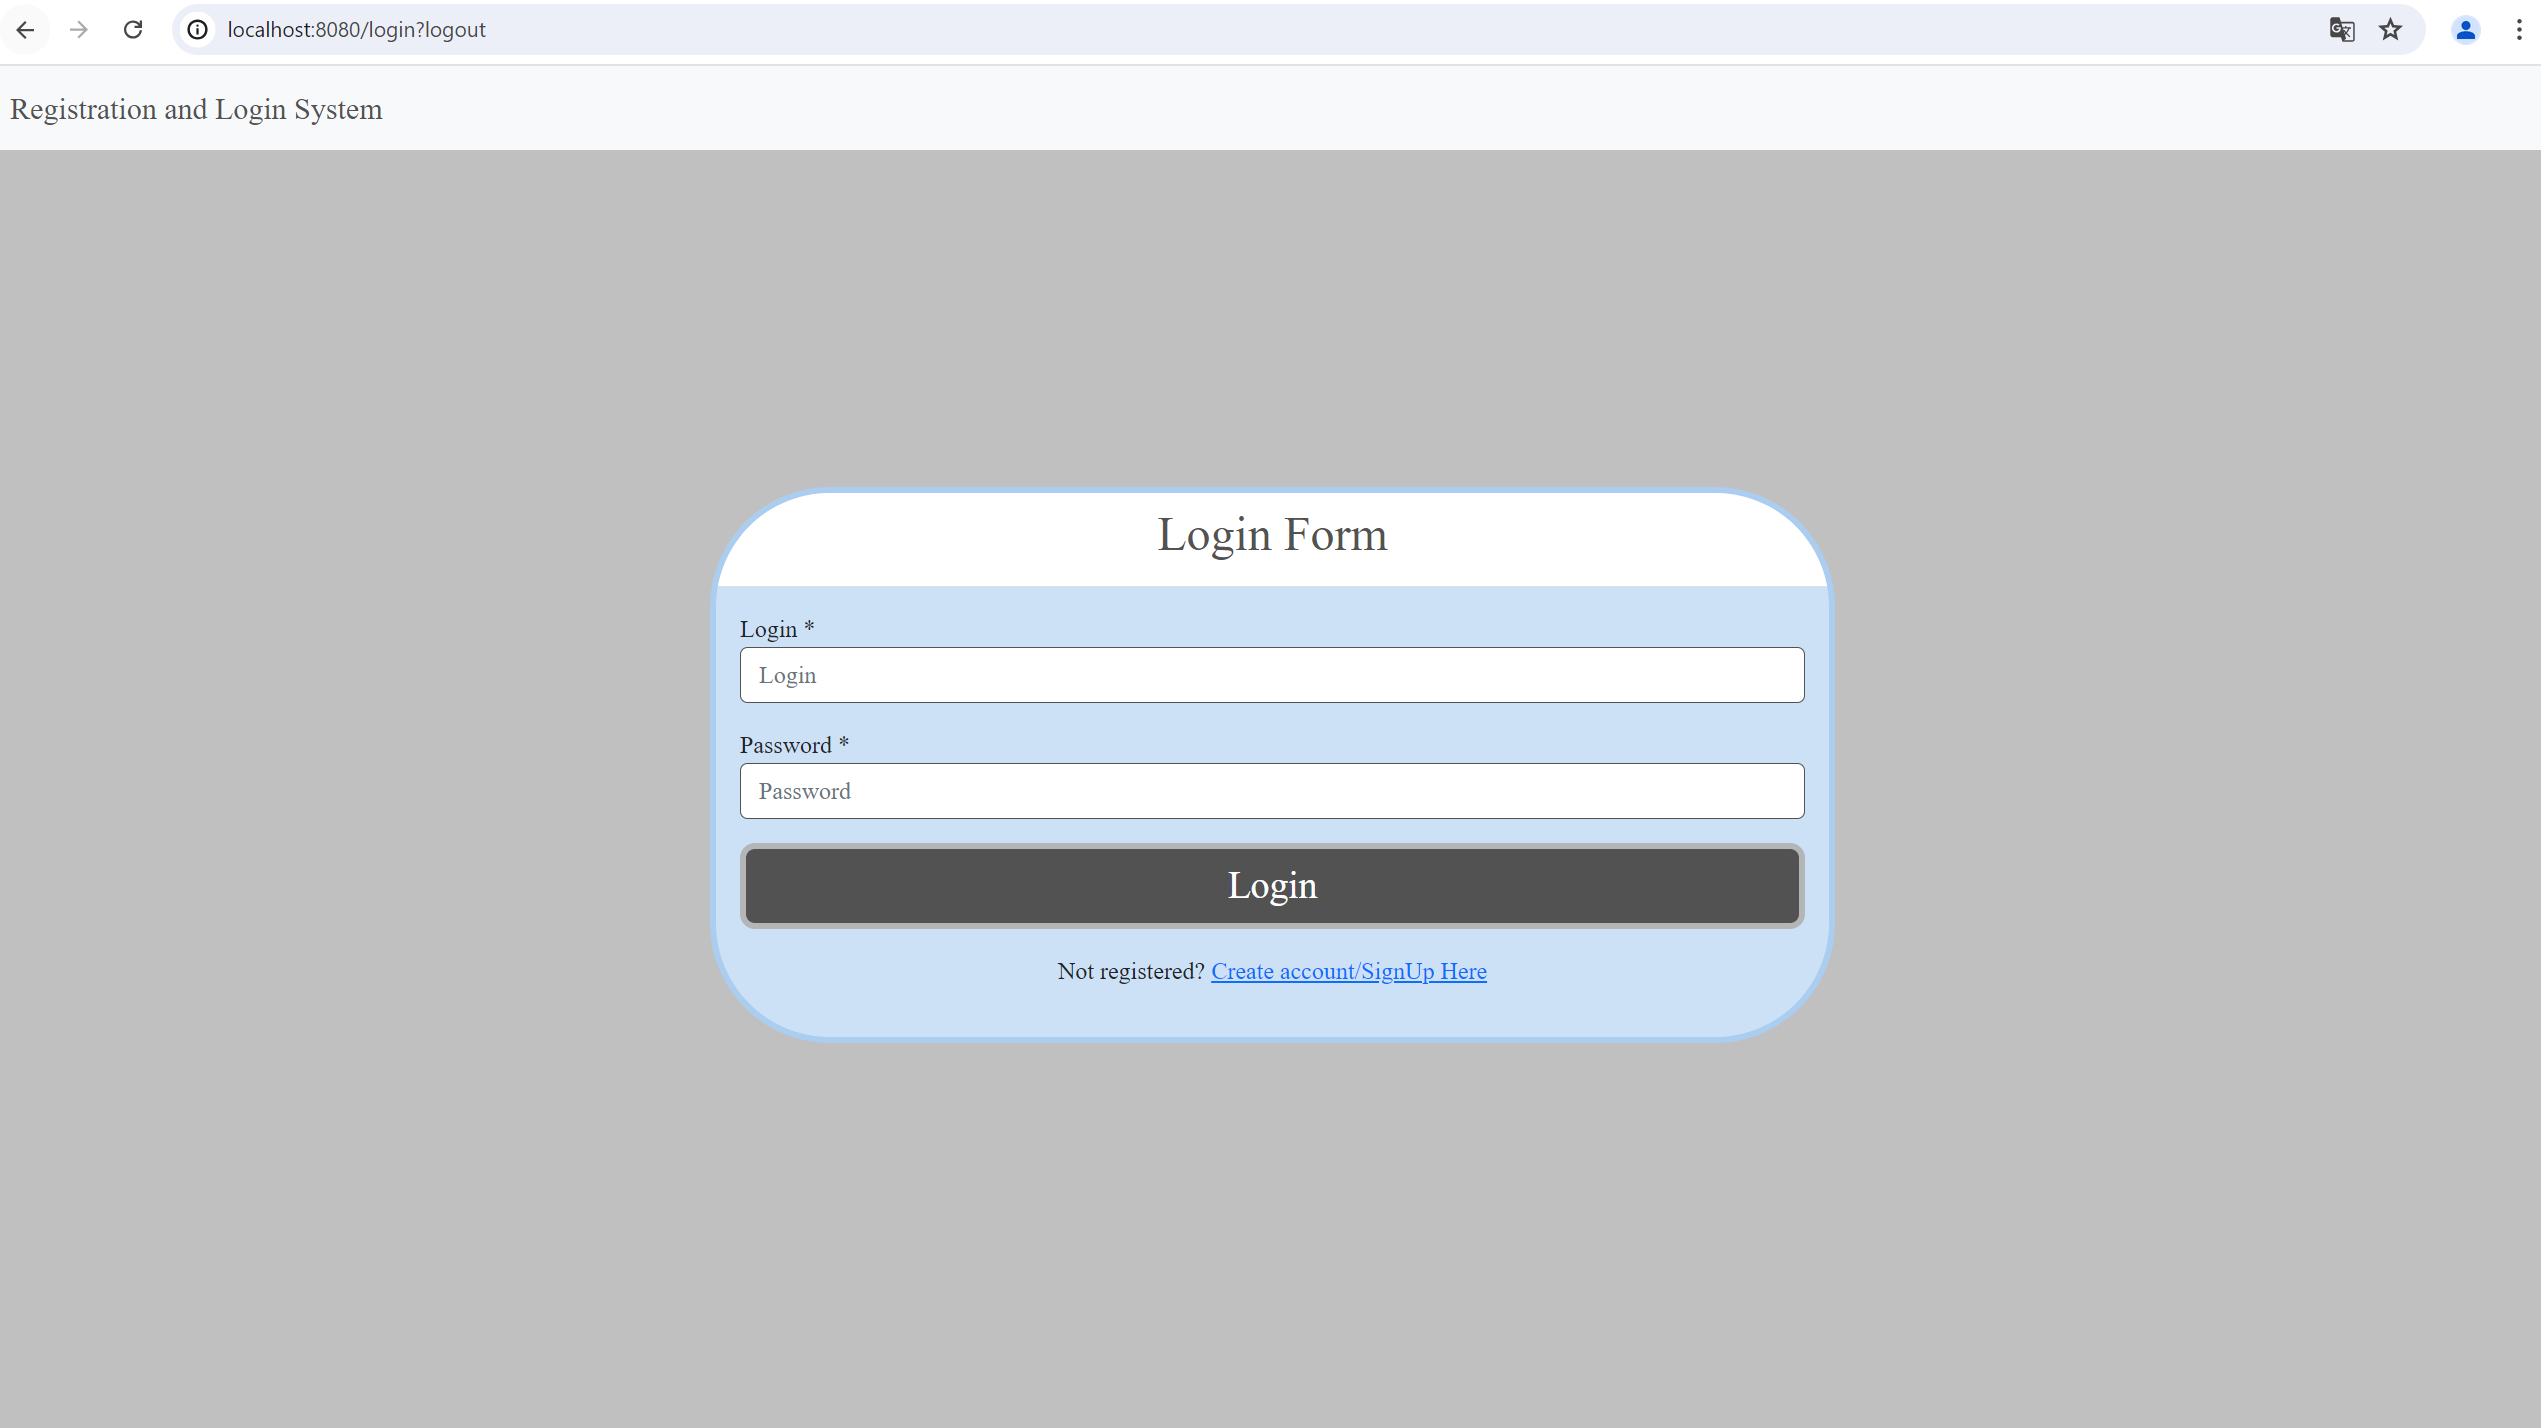 localhost:8080/login?logout
Registration and Login System
Login Form
Login *
Login
Password *
Password
Login
Not registered? Create account/SignUp Here